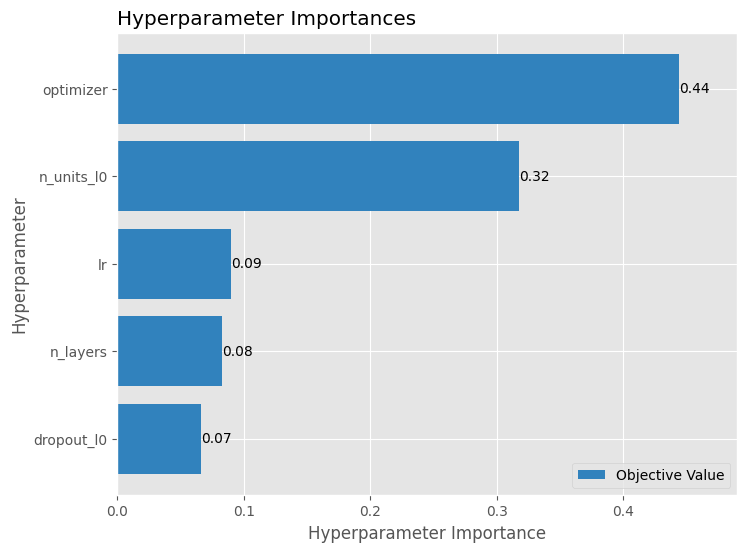 Hyperparameter Importances
Hyperparameter
optimizer
0.44
n_units_l0
0.32
lr
0.09
n_layers
0.08
dropout_l0
0.07
Objective Value
0.0
0.1
0.2
0.3
0.4
Hyperparameter Importance